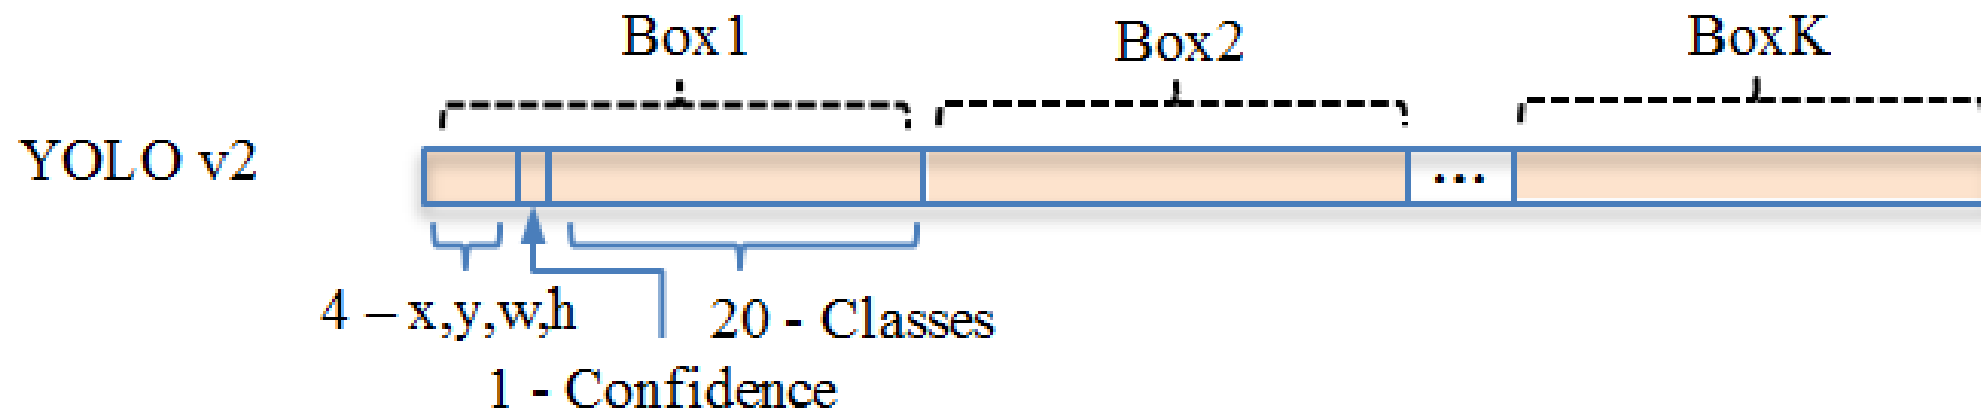 Box1 Box2 BoxK
YOLO v2
...
4 – x,y,w,h
20 - Classes
1 - Confidence